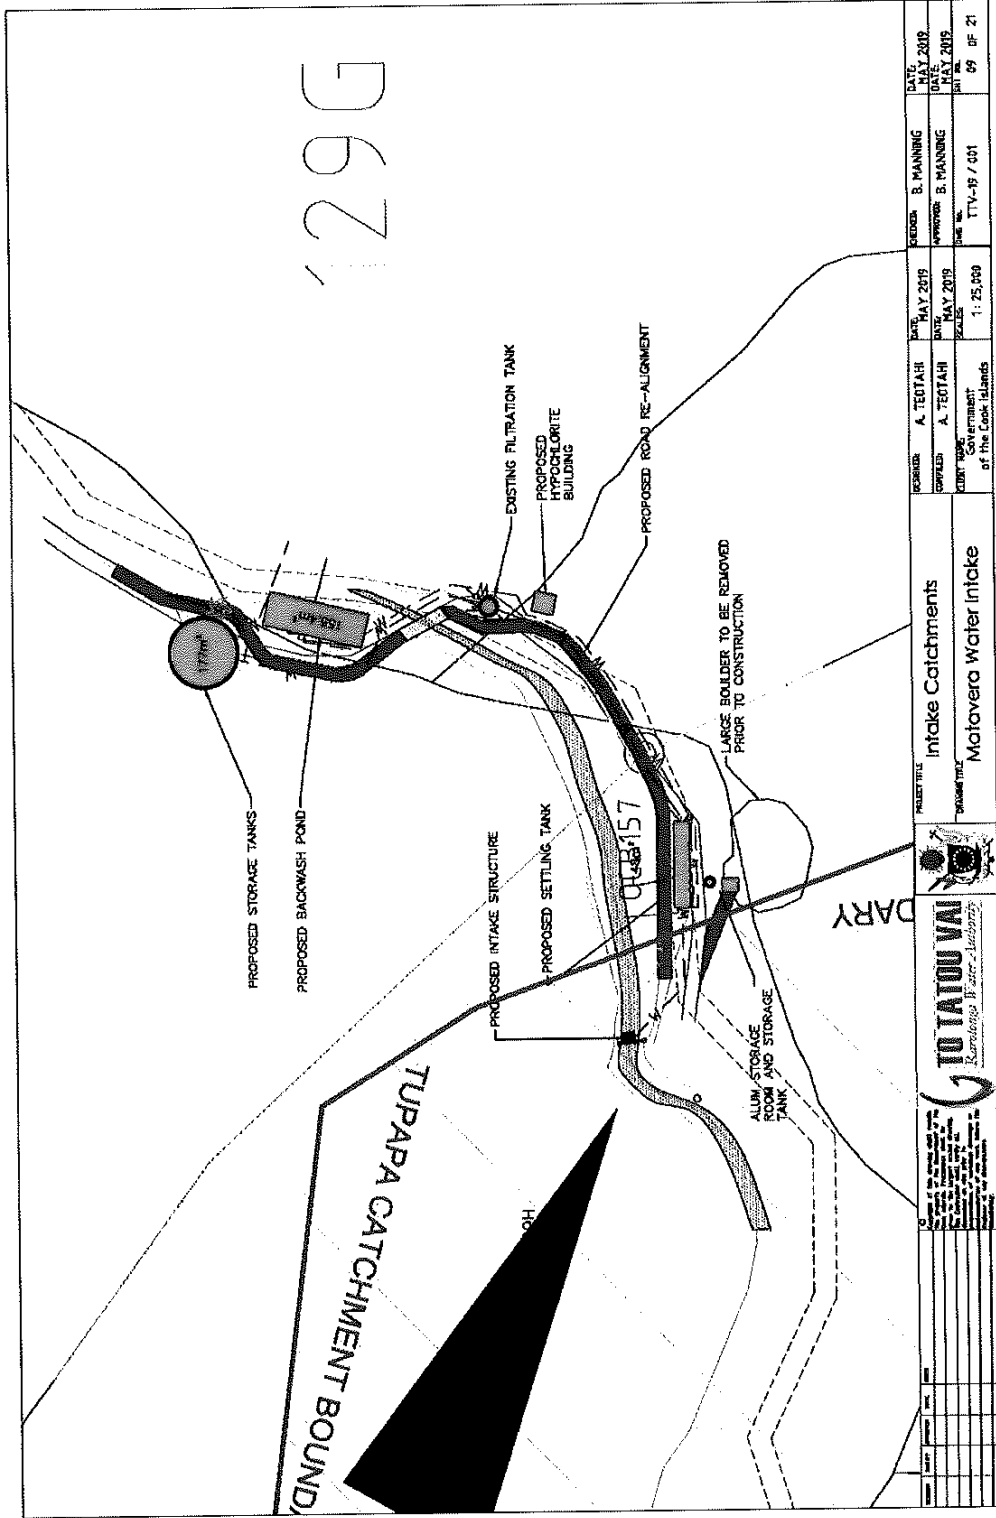 129G
EXISTING FILTRATION TANK
PROPOSED
HYPOCHLORITE
BUILDING
PROPOSED ROAD RE-ALIGNMENT
LARGE BOULDER TO BE REMOVED
PRIOR TO CONSTRUCTION
PROPOSED STORAGE TANKS
PROPOSED BACKWASH POND
PROPOSED INTAKE STRUCTURE
PROPOSED SETTLING TANK
157
ALUM STORAGE
ROOM AND STORAGE
TANK
TUPAPA CATCHMENT BOUND
DARY
TO TATOU VAI
Rarotonga Water Authority
PROJECT TITLE
Intake Catchments
DRAWING TITLE
Matavera Water Intake
DESIGNED: A. TEOTAHI
DATE: MAY 2019
CHECKED: B. MANNING
DATE: MAY 2019
COMPILED: A. TEOTAHI
DATE: MAY 2019
APPROVED: B. MANNING
DATE: MAY 2019
CLIENT NAME:
Government
of the Cook Islands
SCALES:
1: 25,000
DWG No.
TTV-19 / 001
SHT No.
09 OF 21